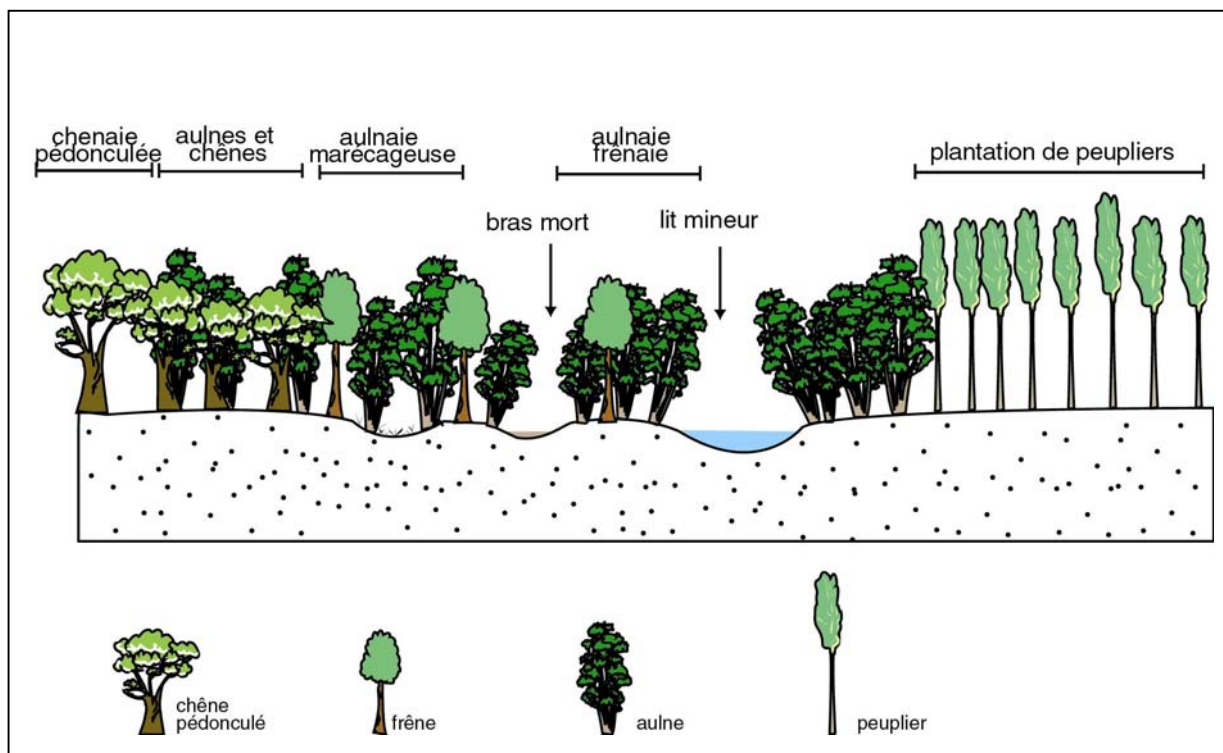 chenaie
pédonculée
aulnes et
chênes
aulnaie
marécageuse
aulnaie
frênaie
plantation de peupliers
bras mort
lit mineur
chêne
pédonculé
frêne
aulne
peuplier